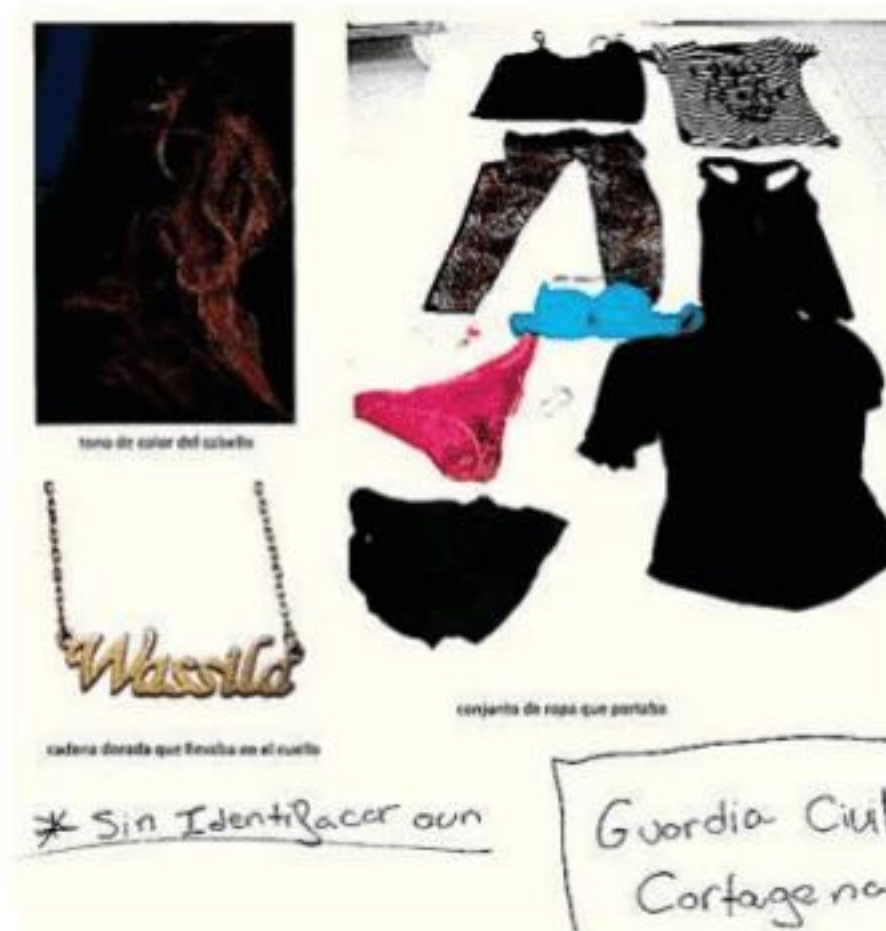 tono de color del cabello
Wassila
cadena dorada que llevaba en el cuello
conjunto de ropa que portaba
* Sin Identificar aun
Guardia Civil
Cartagena